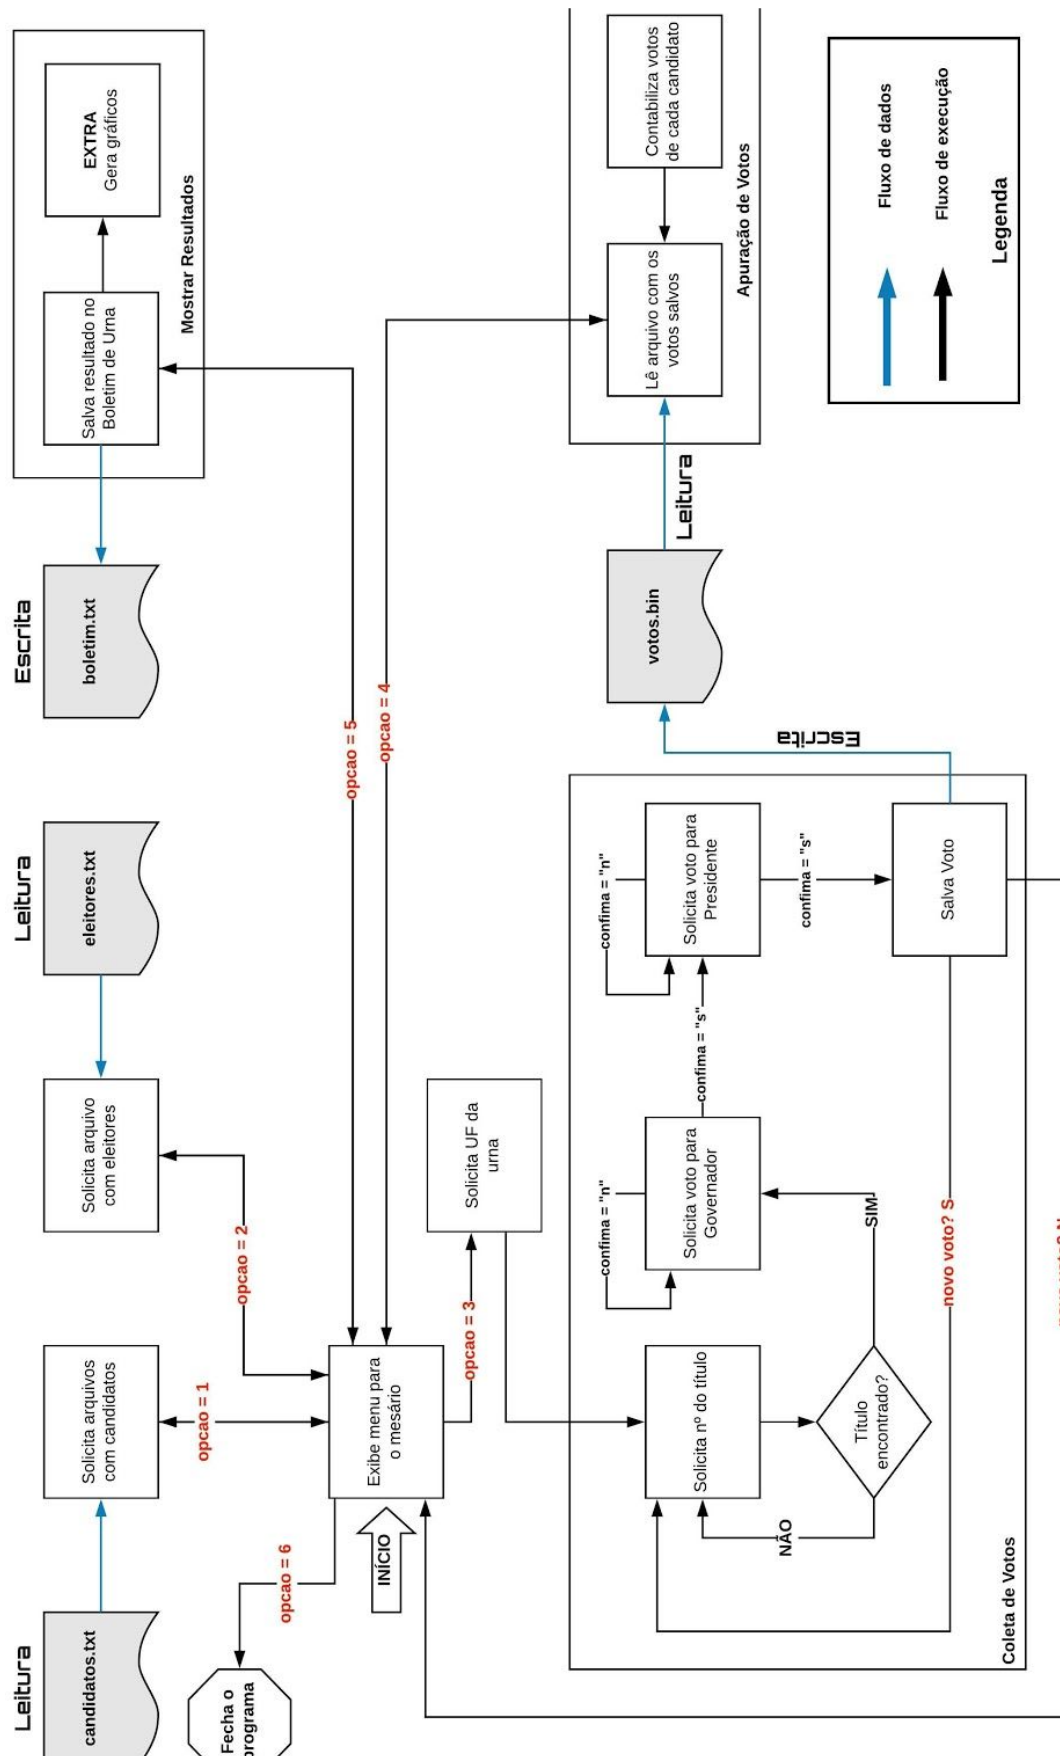 Leitura
candidatos.txt
Solicita arquivos
com candidatos
Solicita arquivo
com eleitores
Leitura
eleitores.txt
Escrita
boletim.txt
Salva resultado no
Boletim de Urna
EXTRA
Gera gráficos
Mostrar Resultados
Fecha o
programa
opcao = 6
opcao = 1
opcao = 2
opcao = 5
opcao = 4
INÍCIO
Exibe menu para
o mesário
opcao = 3
Solicita UF da
urna
Coleta de Votos
Solicita nº do título
Título
encontrado?
NÃO
SIM
confima = "n"
Solicita voto para
Governador
confima = "s"
confima = "n"
Solicita voto para
Presidente
confima = "s"
Salva Voto
novo voto? S
Escrita
votos.bin
Leitura
Lê arquivo com os
votos salvos
Contabiliza votos
de cada candidato
Apuração de Votos
Fluxo de dados
Fluxo de execução
Legenda